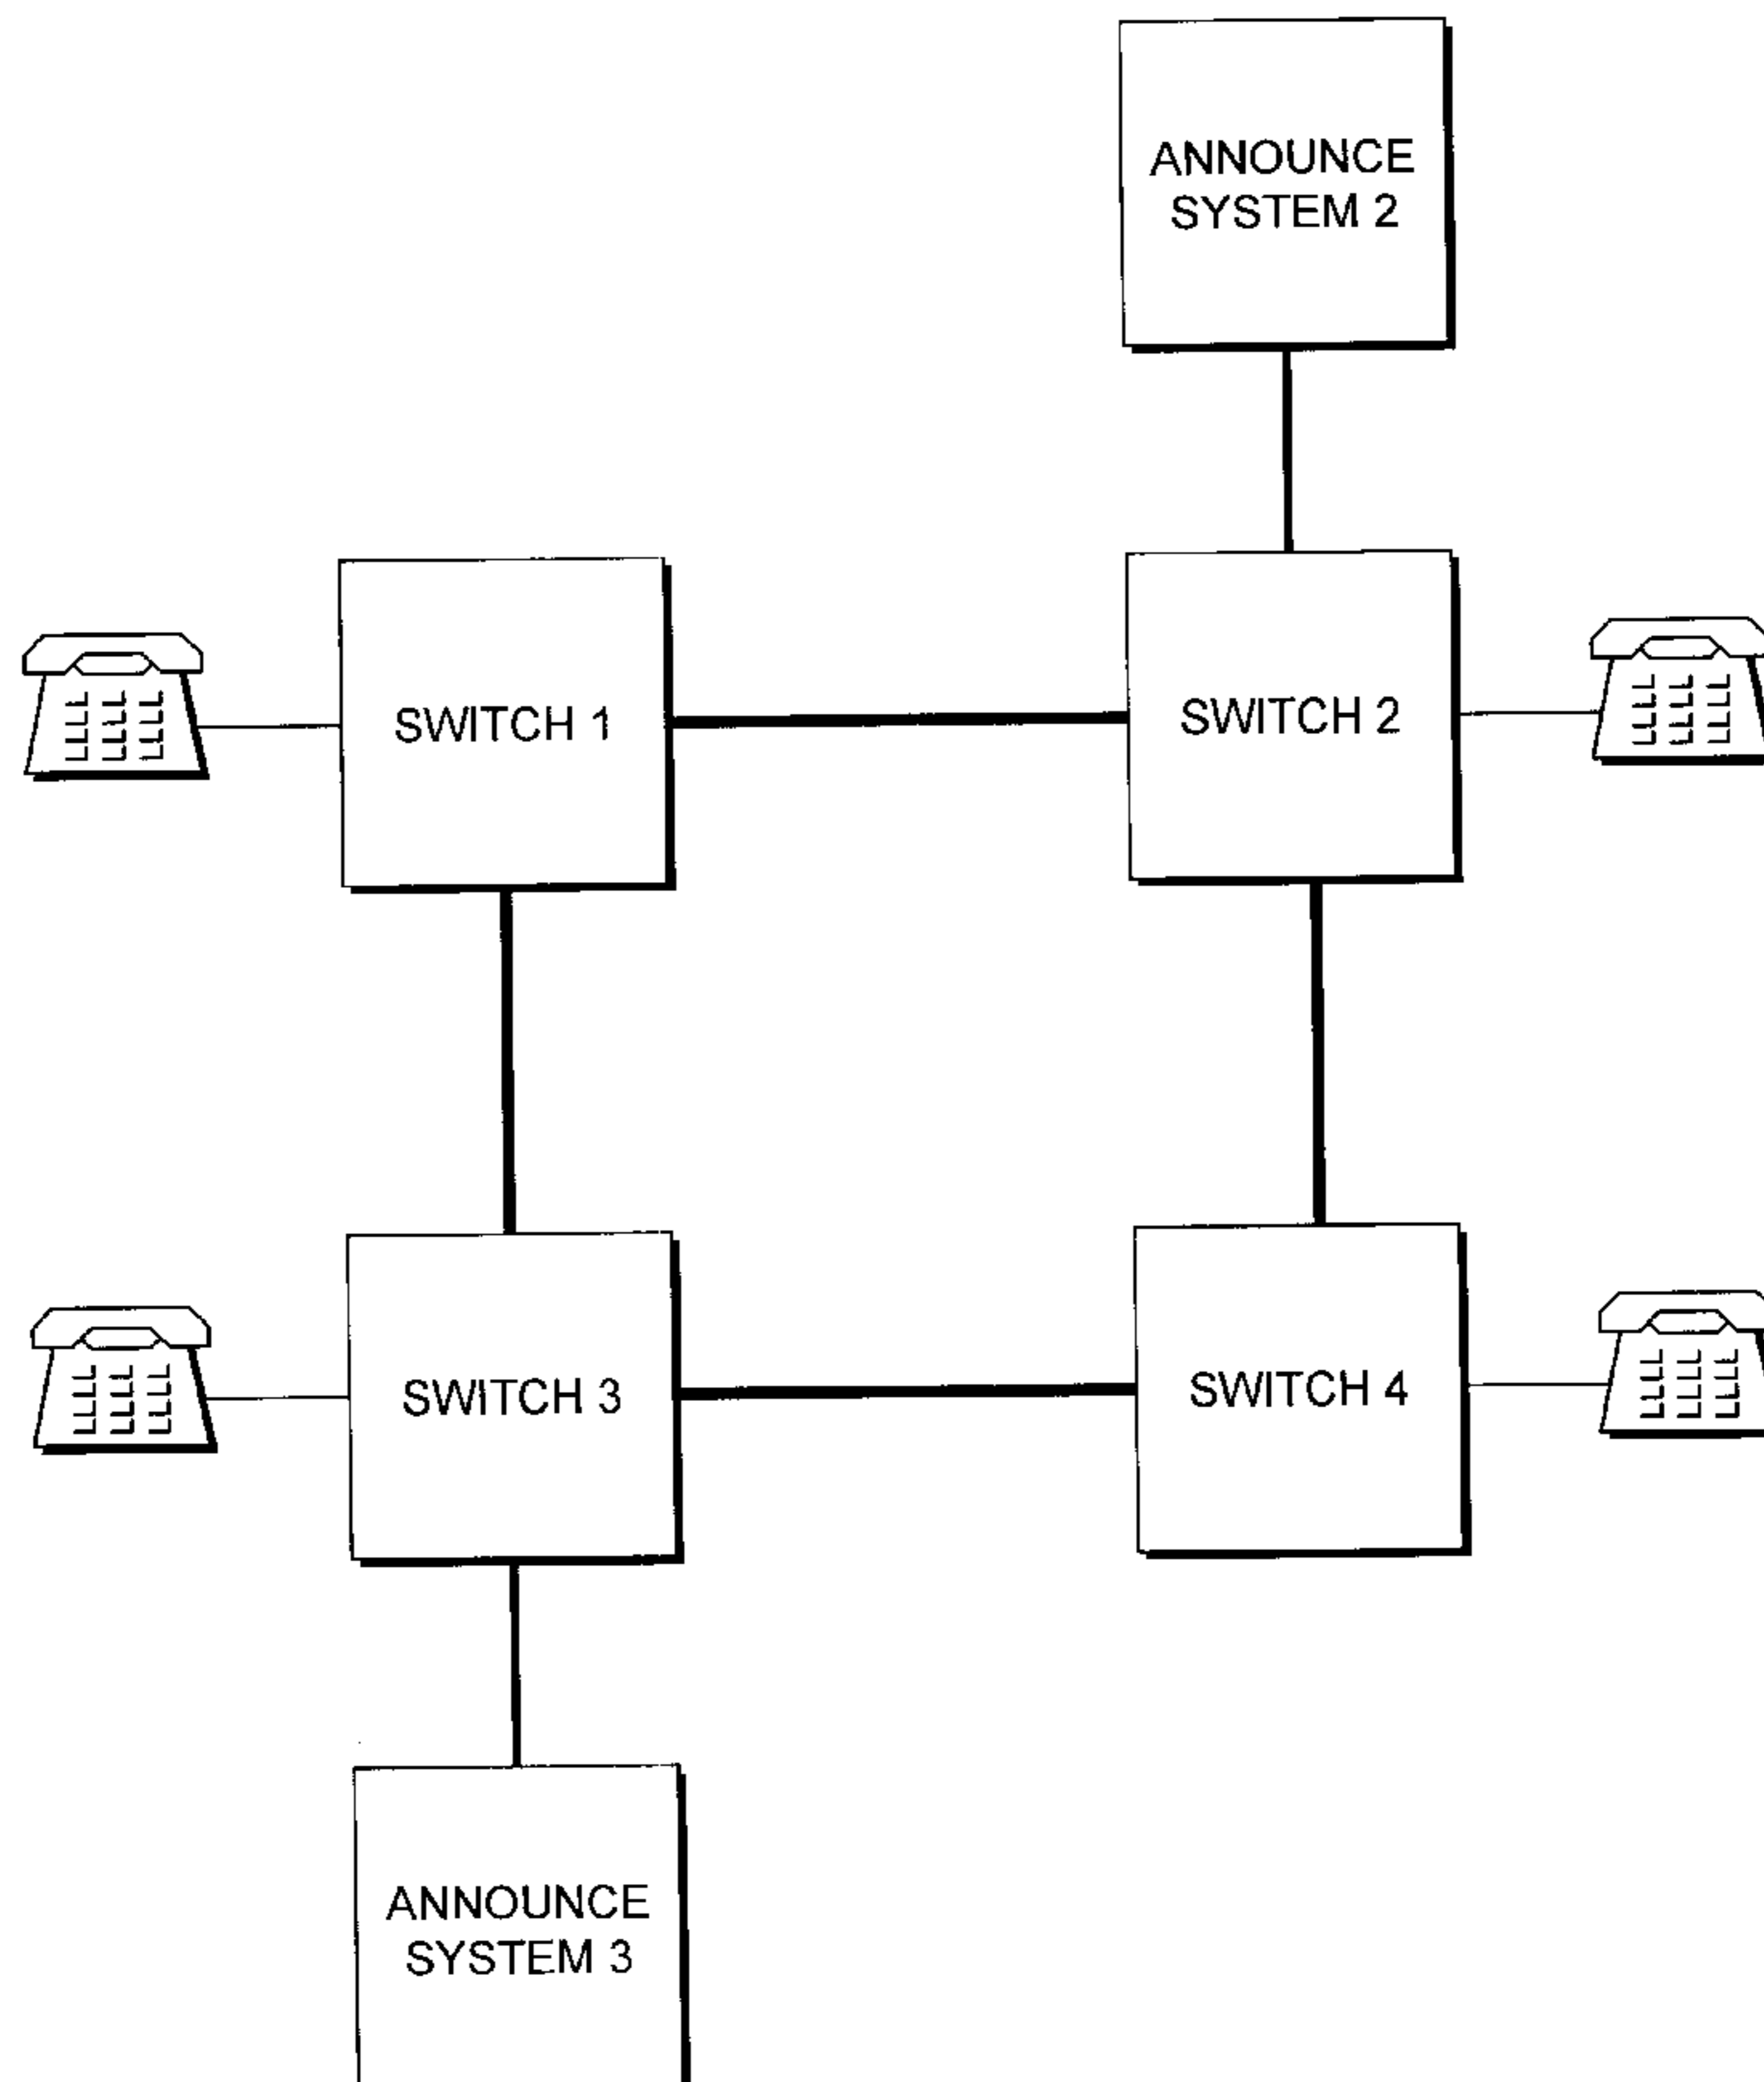 ANNOUNCE
SYSTEM 2
SWITCH 1
SWITCH 2
SWITCH 3
SWITCH 4
ANNOUNCE
SYSTEM 3